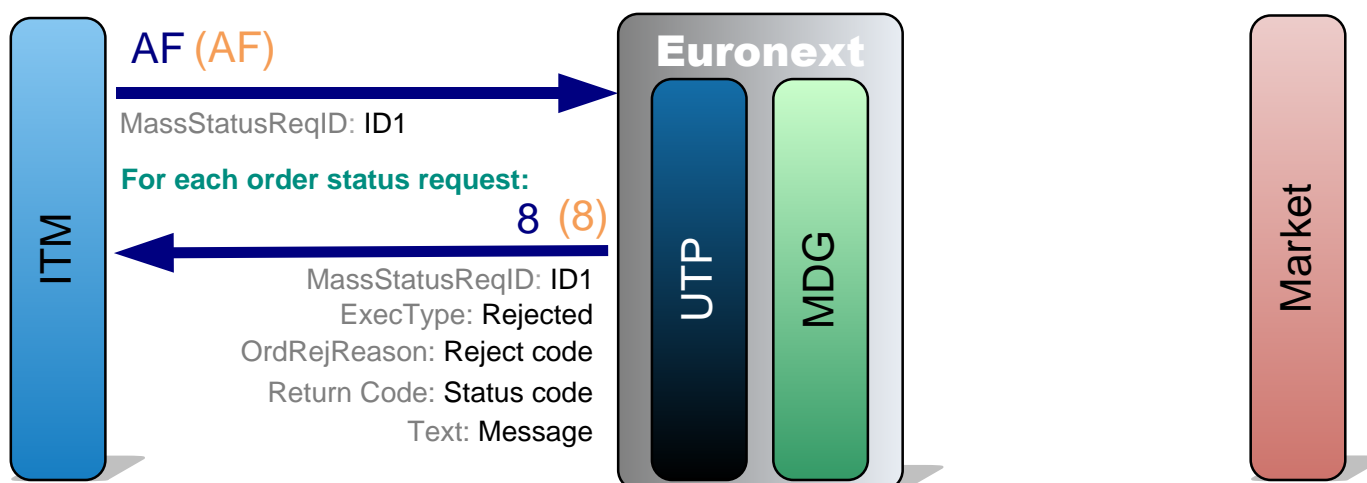 AF (AF)
Euronext
MassStatusReqID: ID1
For each order status request:
8 (8)
MassStatusReqID: ID1
ExecType: Rejected
OrdRejReason: Reject code
Return Code: Status code
Text: Message
ITM
UTP
MDG
Market